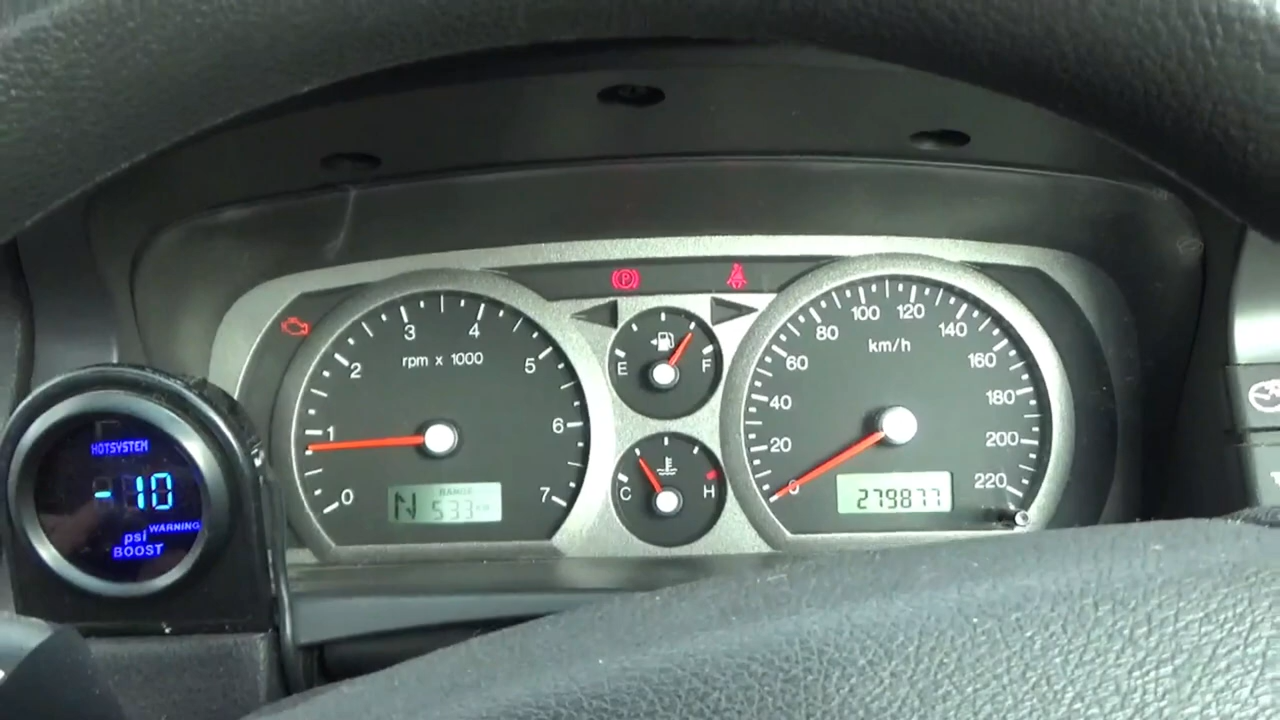 HOTSYSTEM
-10
WARNING
psi
BOOST
0
1
2
3
4
5
6
7
rpm x 1000
N
RANGE
533 km
P
E
F
C
H
0
20
40
60
80
100
120
140
160
180
200
220
km/h
279877